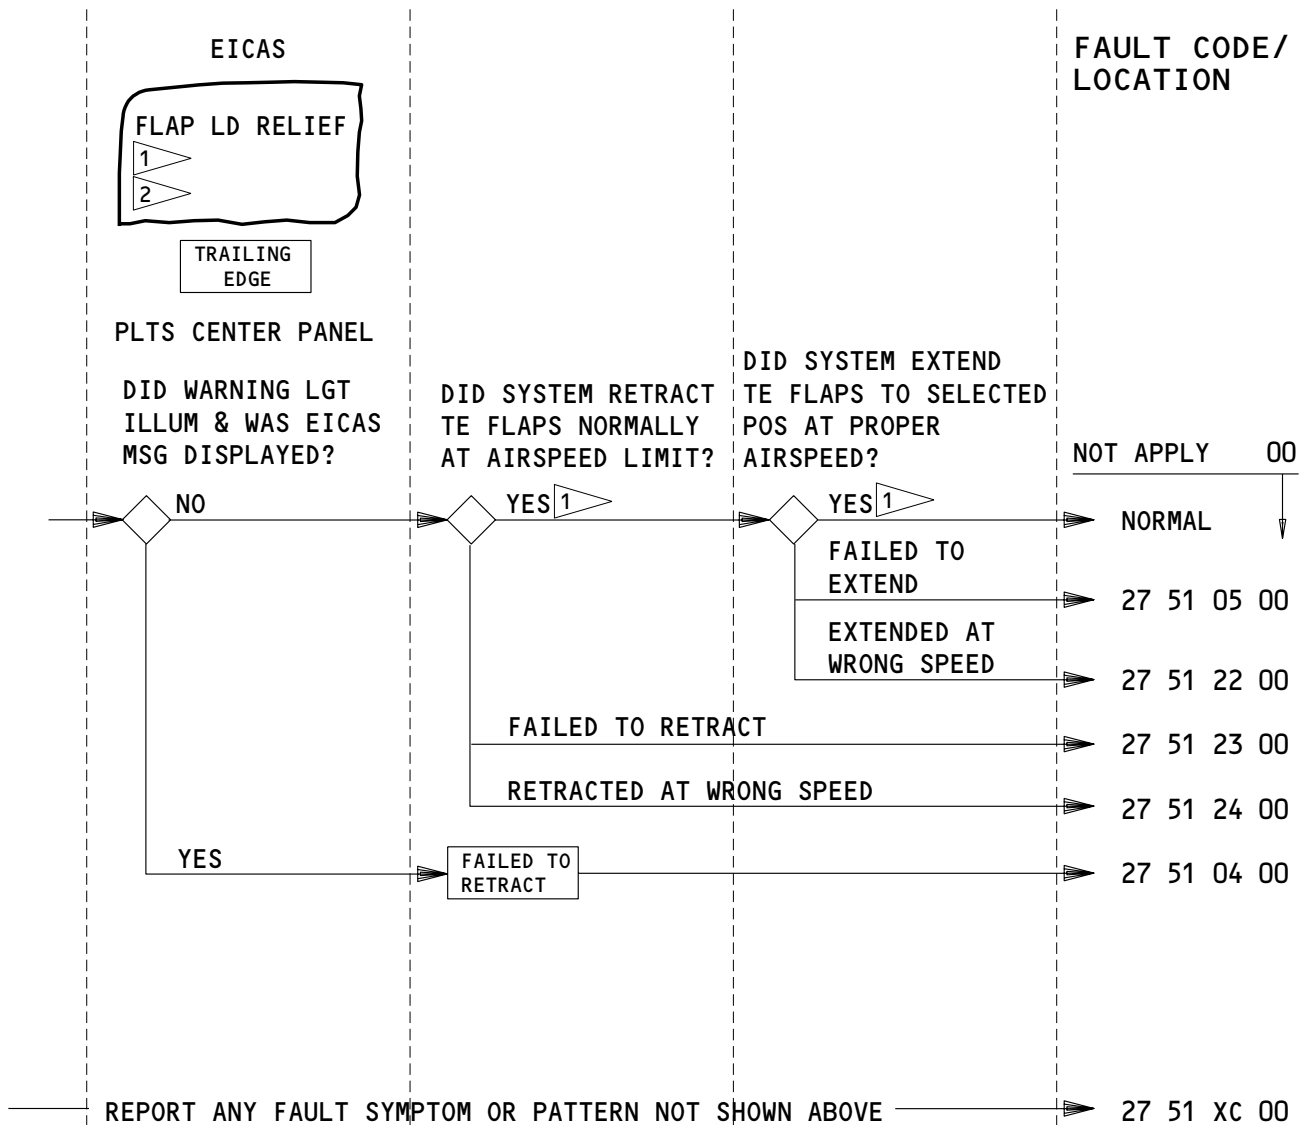 EICAS
FLAP LD RELIEF
1
2
TRAILING
EDGE
PLTS CENTER PANEL
DID WARNING LGT
ILLUM & WAS EICAS
MSG DISPLAYED?
DID SYSTEM RETRACT
TE FLAPS NORMALLY
AT AIRSPEED LIMIT?
DID SYSTEM EXTEND
TE FLAPS TO SELECTED
POS AT PROPER
AIRSPEED?
FAULT CODE/
LOCATION
NOT APPLY 00
NO
YES 1
YES 1
NORMAL
FAILED TO
EXTEND
27 51 05 00
EXTENDED AT
WRONG SPEED
27 51 22 00
FAILED TO RETRACT
27 51 23 00
RETRACTED AT WRONG SPEED
27 51 24 00
YES
FAILED TO
RETRACT
27 51 04 00
REPORT ANY FAULT SYMPTOM OR PATTERN NOT SHOWN ABOVE
27 51 XC 00